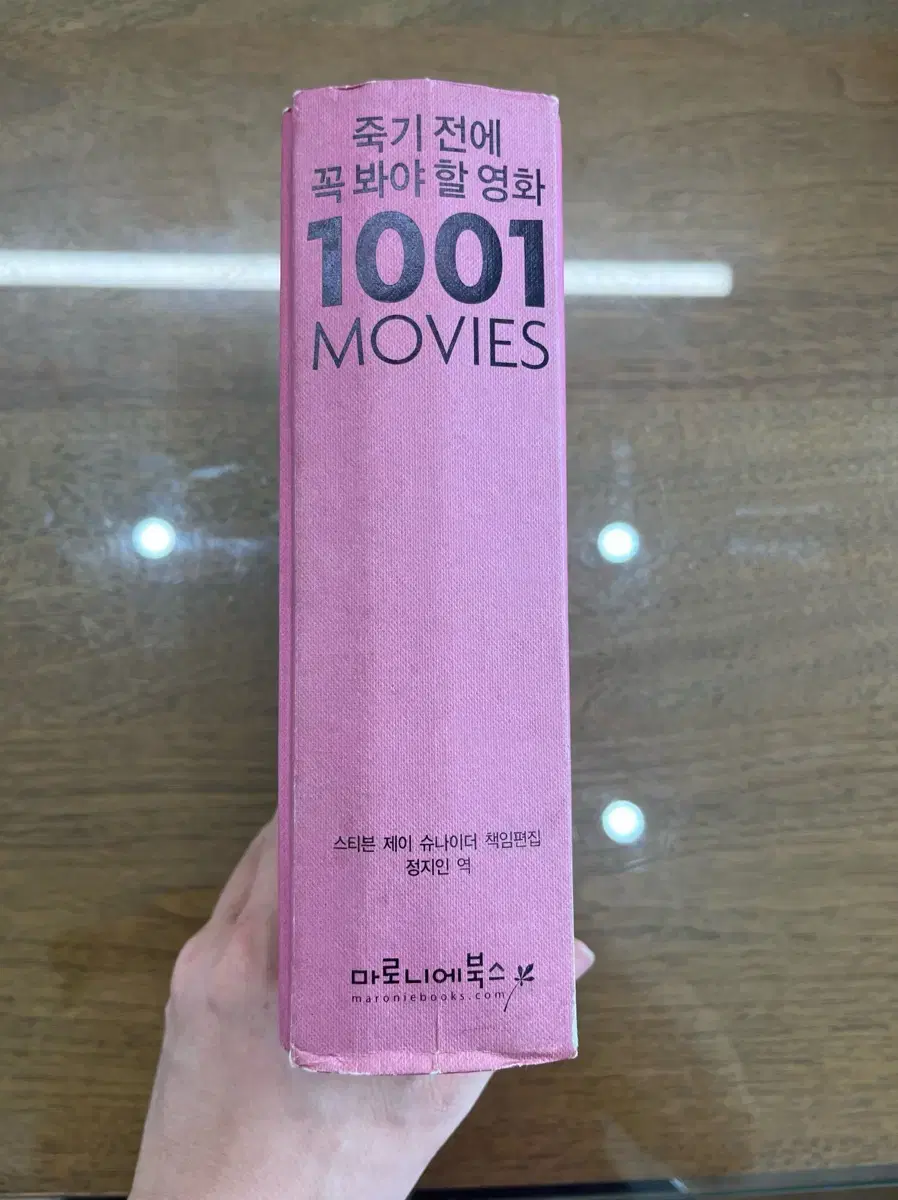 죽기 전에
꼭 봐야 할 영화
1001
MOVIES
스티븐 제이 슈나이더 책임편집
정지인 역
마로니에북스
maroniebooks.com